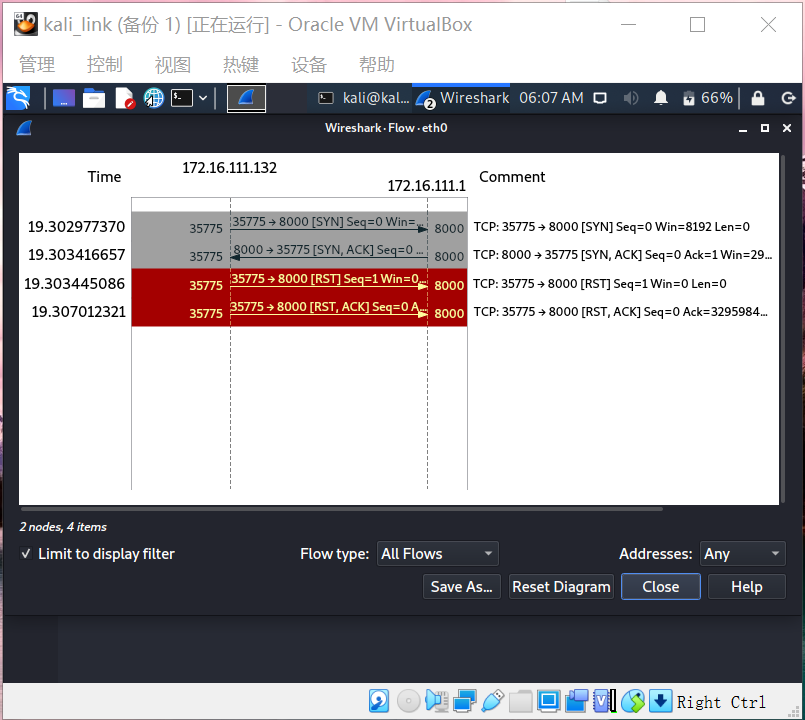 kali_link (备份 1) [正在运行] - Oracle VM VirtualBox
管理 控制 视图 热键 设备 帮助
kali@kal... 2 Wireshark 06:07 AM 66%
Wireshark · Flow · eth0
Time 172.16.111.132 172.16.111.1 Comment
19.302977370 35775 35775 → 8000 [SYN] Seq=0 Win=... 8000 TCP: 35775 → 8000 [SYN] Seq=0 Win=8192 Len=0
19.303416657 35775 8000 → 35775 [SYN, ACK] Seq=0 ... 8000 TCP: 8000 → 35775 [SYN, ACK] Seq=0 Ack=1 Win=29...
19.303445086 35775 35775 → 8000 [RST] Seq=1 Win=0... 8000 TCP: 35775 → 8000 [RST] Seq=1 Win=0 Len=0
19.307012321 35775 35775 → 8000 [RST, ACK] Seq=0 A... 8000 TCP: 35775 → 8000 [RST, ACK] Seq=0 Ack=3295984...
2 nodes, 4 items
Limit to display filter Flow type: All Flows Addresses: Any
Save As... Reset Diagram Close Help
Right Ctrl